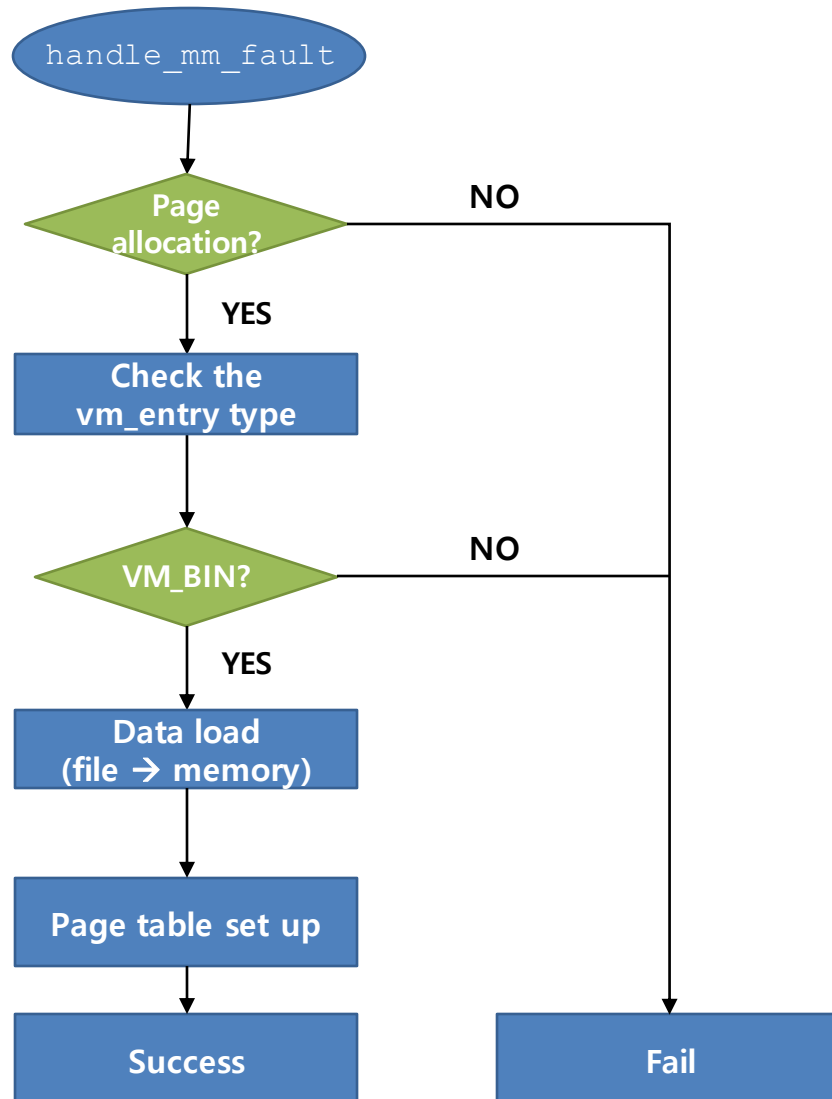 handle_mm_fault
Page
allocation?
NO
YES
Check the
vm_entry type
VM_BIN?
NO
YES
Data load
(file → memory)
Page table set up
Success
Fail